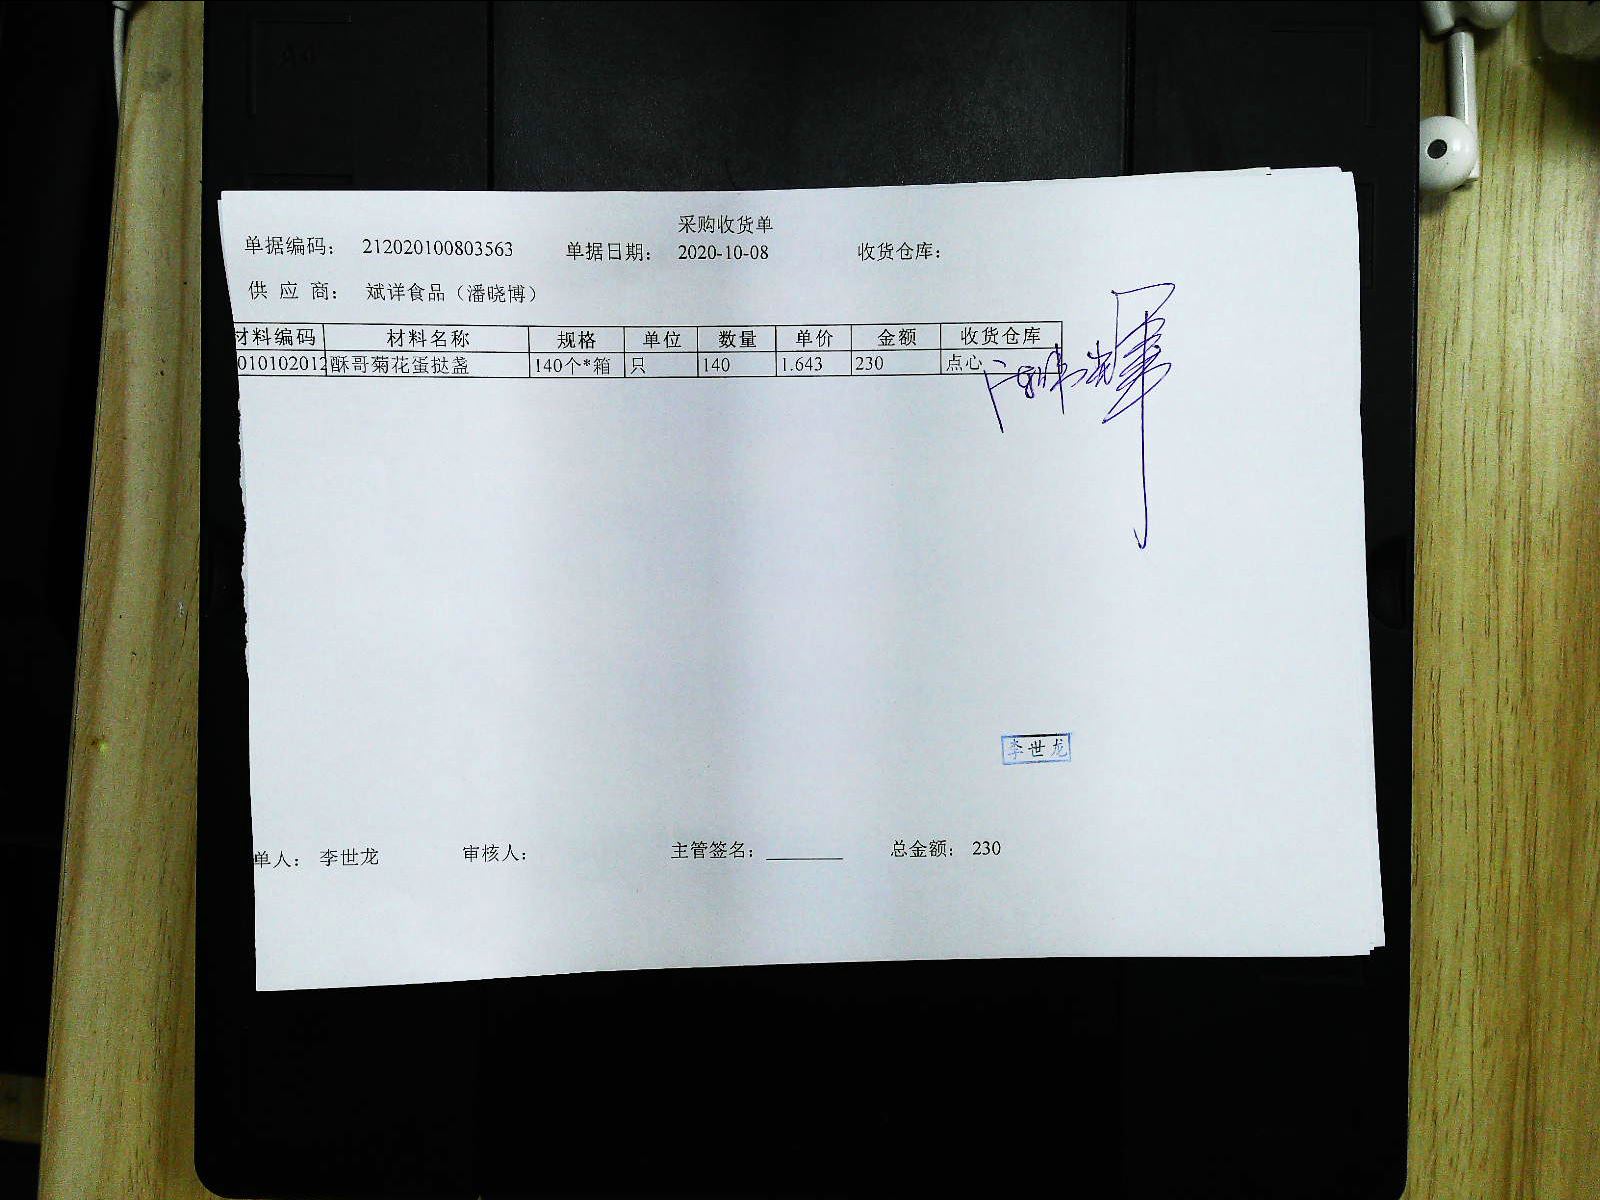 采购收货单
单据编码： 212020100803563 单据日期： 2020-10-08 收货仓库：
供 应 商： 斌详食品（潘晓博）
材料编码 材料名称 规格 单位 数量 单价 金额 收货仓库
010102012 酥哥菊花蛋挞盏 140个*箱 只 140 1.643 230 点心
李世龙
单人： 李世龙 审核人： 主管签名： 总金额： 230